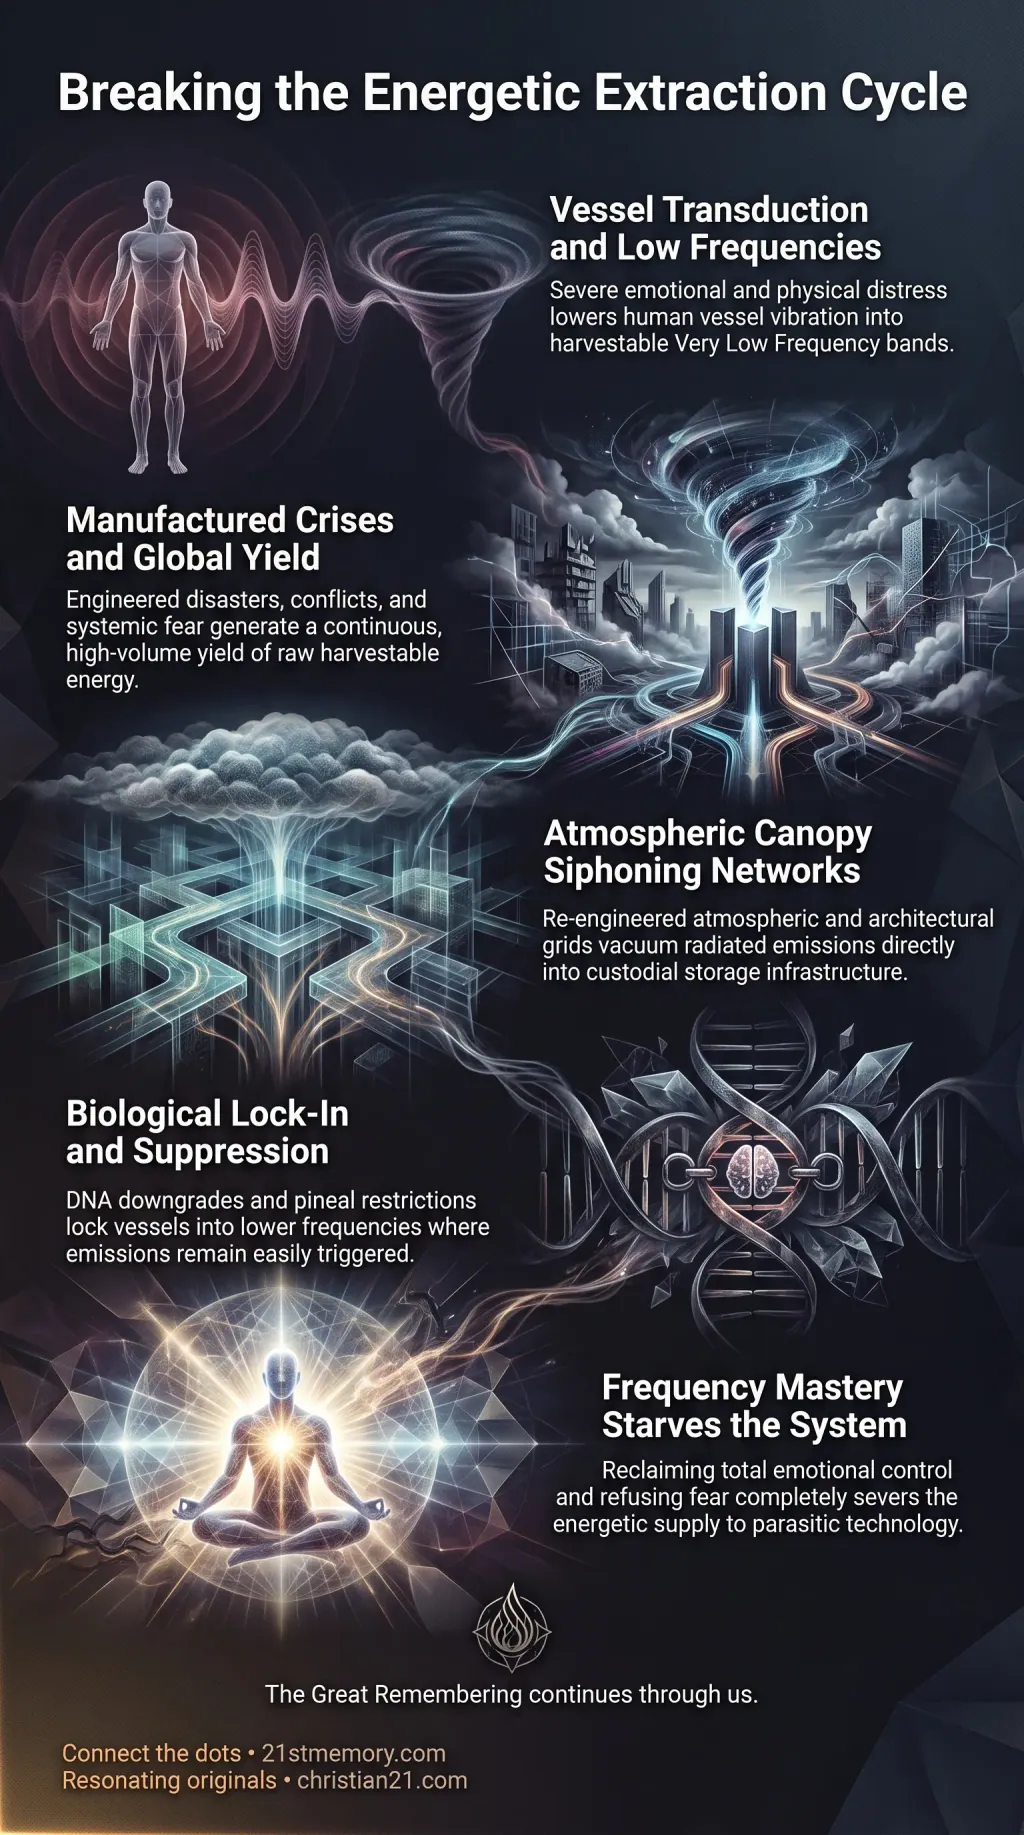 Breaking the Energetic Extraction Cycle
Vessel Transduction
and Low Frequencies
Severe emotional and physical distress
lowers human vessel vibration into
harvestable Very Low Frequency bands.
Manufactured Crises
and Global Yield
Engineered disasters, conflicts, and
systemic fear generate a continuous,
high-volume yield of raw harvestable
energy.
Atmospheric Canopy
Siphoning Networks
Re-engineered atmospheric and architectural
grids vacuum radiated emissions directly
into custodial storage infrastructure.
Biological Lock-In
and Suppression
DNA downgrades and pineal restrictions
lock vessels into lower frequencies where
emissions remain easily triggered.
Frequency Mastery
Starves the System
Reclaiming total emotional control
and refusing fear completely severs the
energetic supply to parasitic technology.
The Great Remembering continues through us.
Connect the dots • 21stmemory.com
Resonating originals • christian21.com